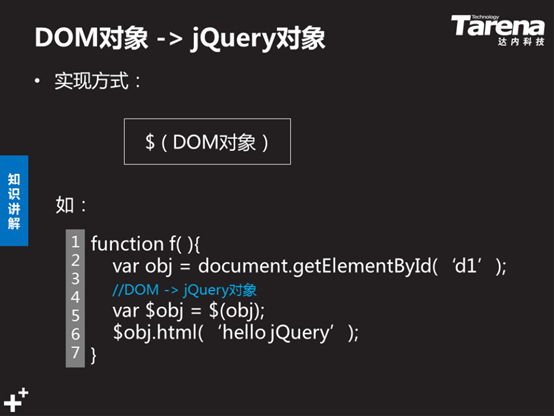 DOM对象 -> jQuery对象
Technology
Tarena
达内科技
• 实现方式：
$（DOM对象）
知识讲解
如：
1 function f( ){
2 var obj = document.getElementById(‘d1’);
3 //DOM -> jQuery对象
4 var $obj = $(obj);
5 $obj.html(‘hello jQuery’);
6 }
7